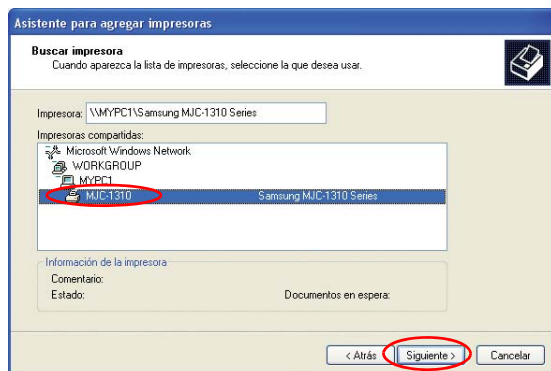 Asistente para agregar impresoras
Buscar impresora
Cuando aparezca la lista de impresoras, seleccione la que desea usar.
Impresora: \\MYPC1\Samsung MJC-1310 Series
Impresoras compartidas:
Microsoft Windows Network
WORKGROUP
MYPC1
MJC-1310 Samsung MJC-1310 Series
Información de la impresora
Comentario:
Estado: Documentos en espera:
< Atrás Siguiente > Cancelar